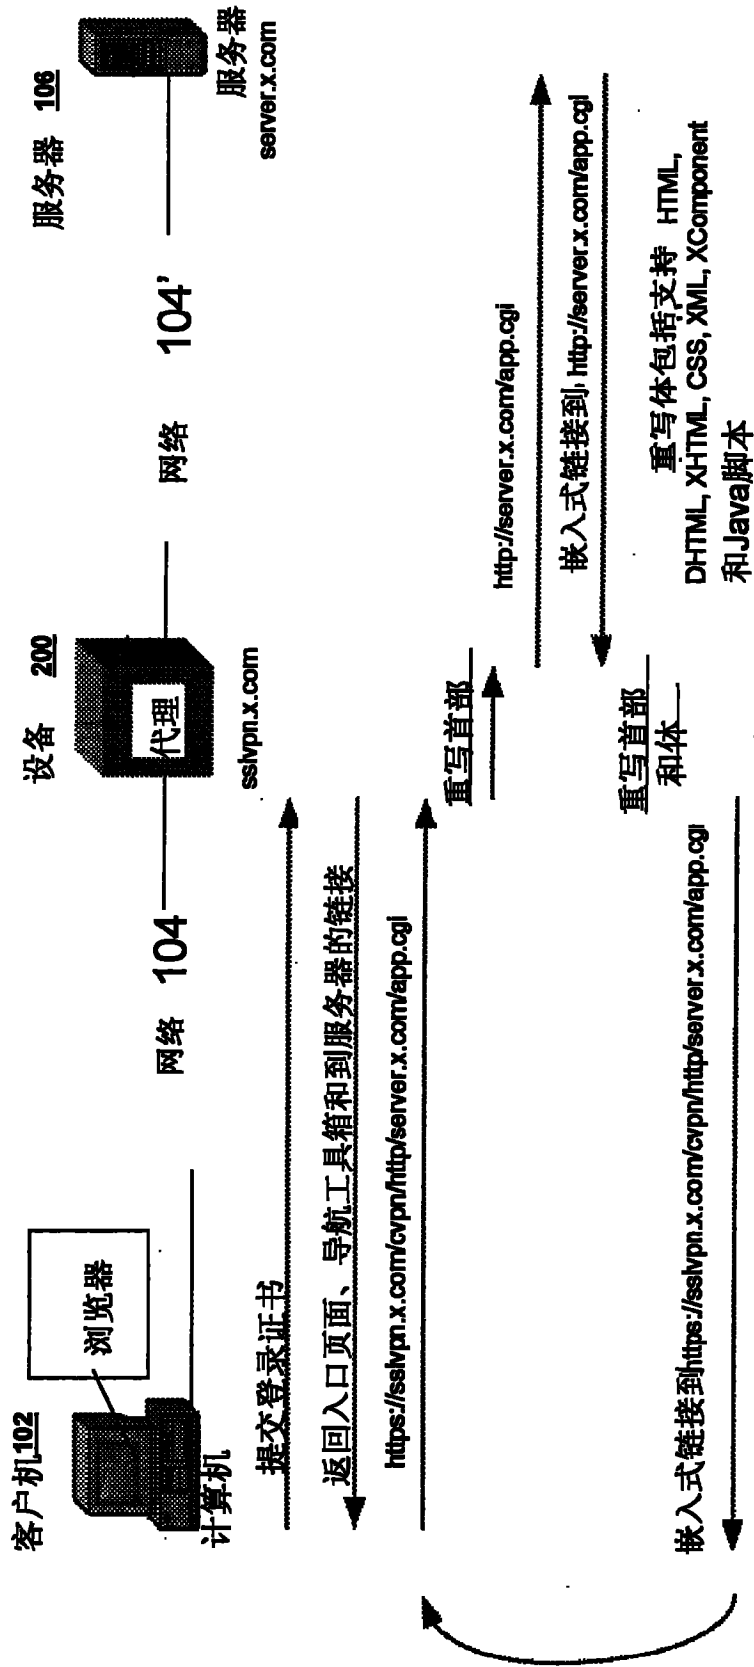 客户机 102
浏览器
计算机
网络 104
设备 200
代理
sslvpn.x.com
网络 104'
服务器 106
服务器
server.x.com
提交登录证书
返回入口页面、导航工具箱和到服务器的链接
https://sslvpn.x.com/cvpn/http/server.x.com/app.cgi
重写首部
http://server.x.com/app.cgi
嵌入式链接到 http://server.x.com/app.cgi
重写首部
和体
重写体包括支持 HTML,
DHTML, XHTML, CSS, XML, XComponent
和Java脚本
嵌入式链接到https://sslvpn.x.com/cvpn/http/server.x.com/app.cgi